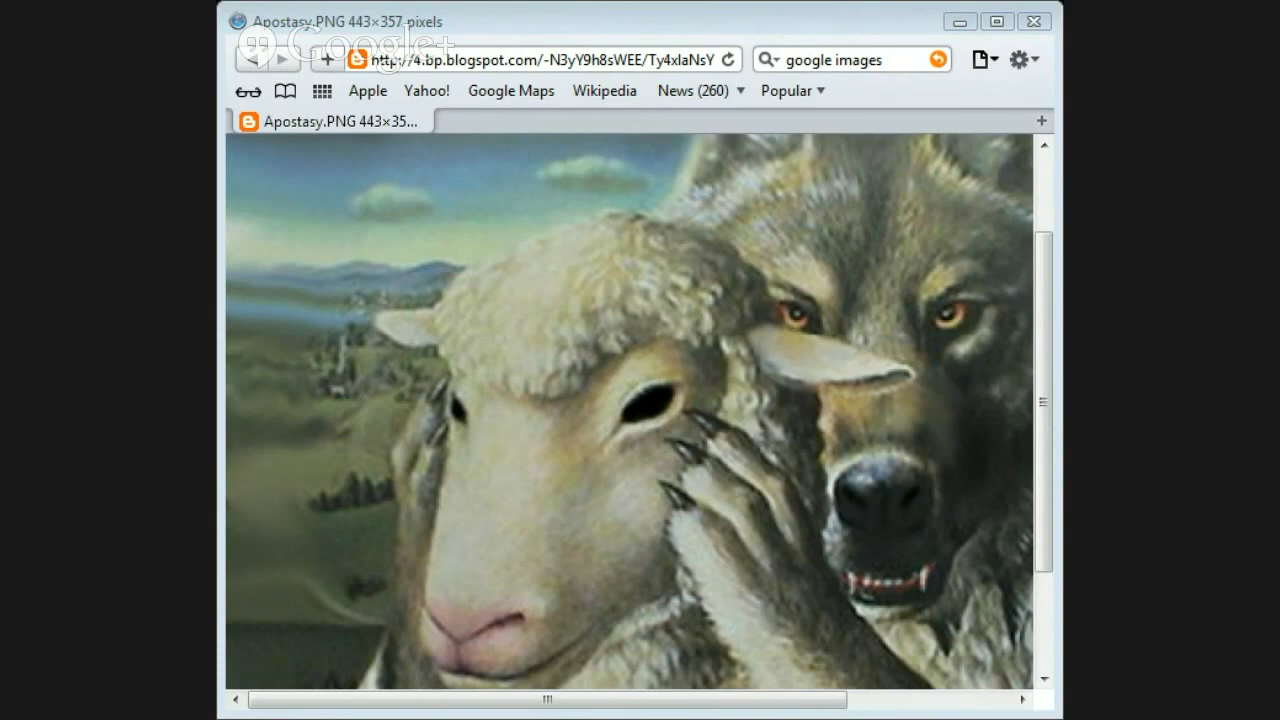 Apostasy.PNG 443×357 pixels
Google+
http://4.bp.blogspot.com/-N3yY9h8sWEE/Ty4xIaNsY
google images
Apple Yahoo! Google Maps Wikipedia News (260) Popular
Apostasy.PNG 443×35...